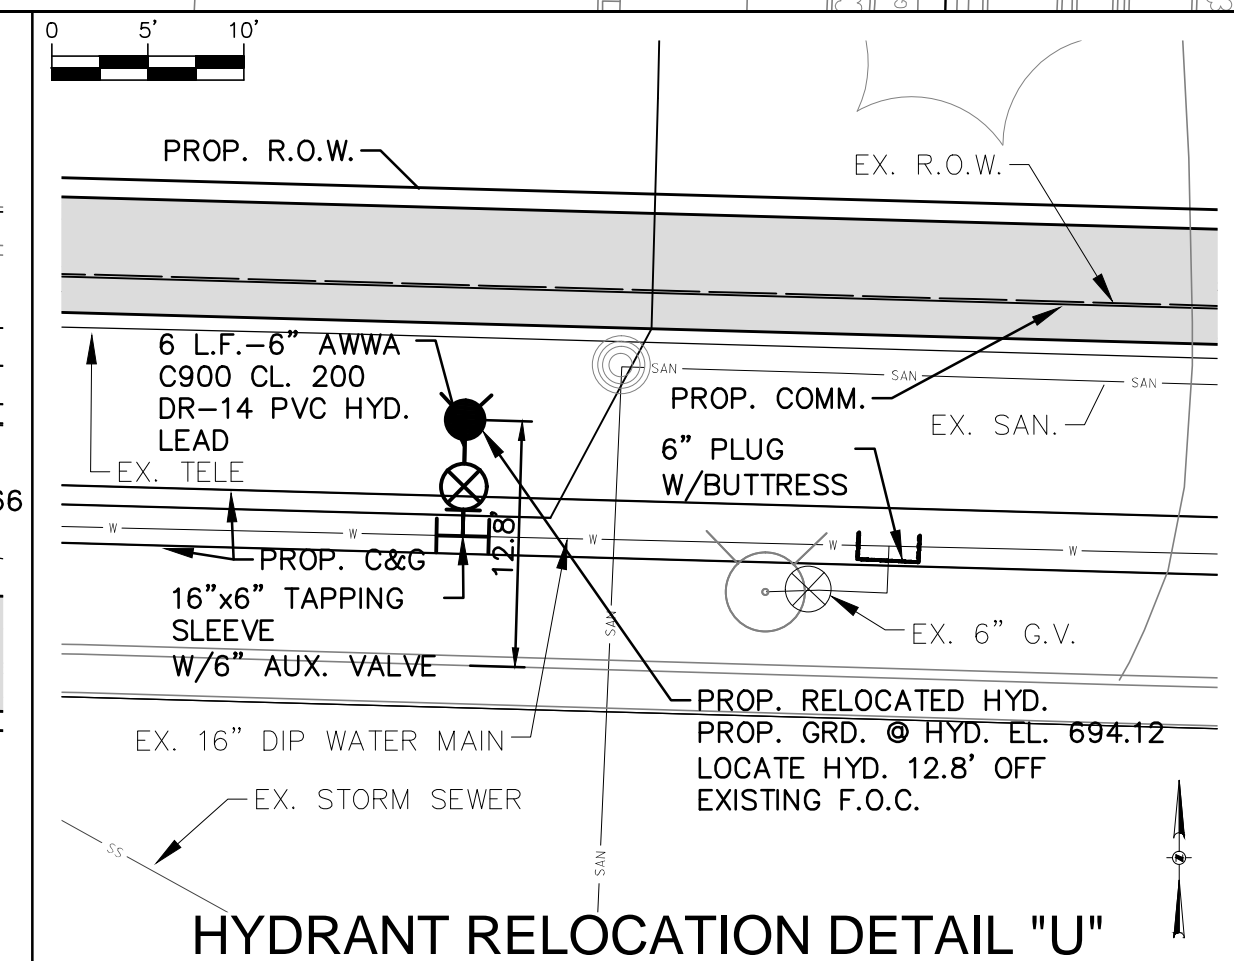 0 5' 10'
PROP. R.O.W.
EX. R.O.W.
6 L.F.-6" AWWA
C900 CL. 200
DR-14 PVC HYD.
LEAD
EX. TELE
SAN SAN SAN
PROP. COMM.
EX. SAN.
6" PLUG
W/BUTTRESS
66
W W W W W
12.8'
PROP. C&G
16"x6" TAPPING
SLEEVE
W/6" AUX. VALVE
SAN
EX. 6" G.V.
PROP. RELOCATED HYD.
PROP. GRD. @ HYD. EL. 694.12
LOCATE HYD. 12.8' OFF
EXISTING F.O.C.
EX. 16" DIP WATER MAIN
EX. STORM SEWER
SS
SAN
Z
HYDRANT RELOCATION DETAIL "U"